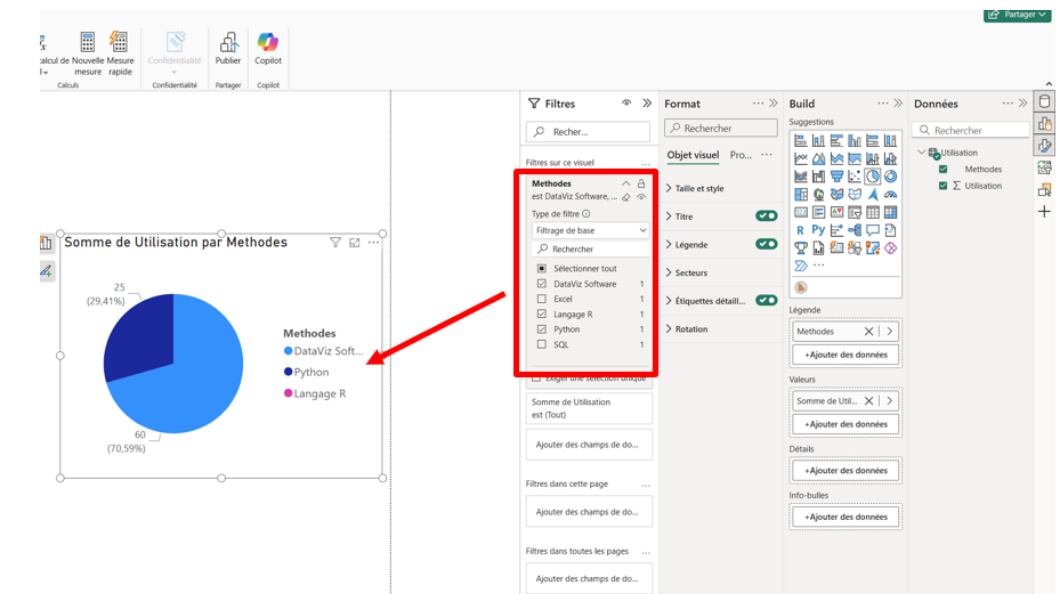 Partager
alcul de Nouvelle Mesure
mesure rapide
Confidentialité
Publier
Copilot
Calculs
Confidentialité
Partager
Copilot
Filtres
Recher...
Filtres sur ce visuel
...
Methodes
est DataViz Software, ...
Type de filtre
Filtrage de base
Rechercher
Sélectionner tout
DataViz Software 1
Excel 1
Langage R 1
Python 1
SQL 1
Exiger une sélection unique
Somme de Utilisation
est (Tout)
Ajouter des champs de do...
Filtres dans cette page
...
Ajouter des champs de do...
Filtres dans toutes les pages
...
Ajouter des champs de do...
Format
...
Rechercher
Objet visuel Pro... ...
Taille et style
Titre
Légende
Secteurs
Étiquettes détaill...
Rotation
Build
...
Suggestions
R Py
...
Légende
Methodes
+Ajouter des données
Valeurs
Somme de Util...
+Ajouter des données
Détails
+Ajouter des données
Info-bulles
+Ajouter des données
Données
...
Rechercher
Utilisation
Methodes
∑ Utilisation
Somme de Utilisation par Methodes
...
25
(29,41%)
60
(70,59%)
Methodes
DataViz Soft...
Python
Langage R